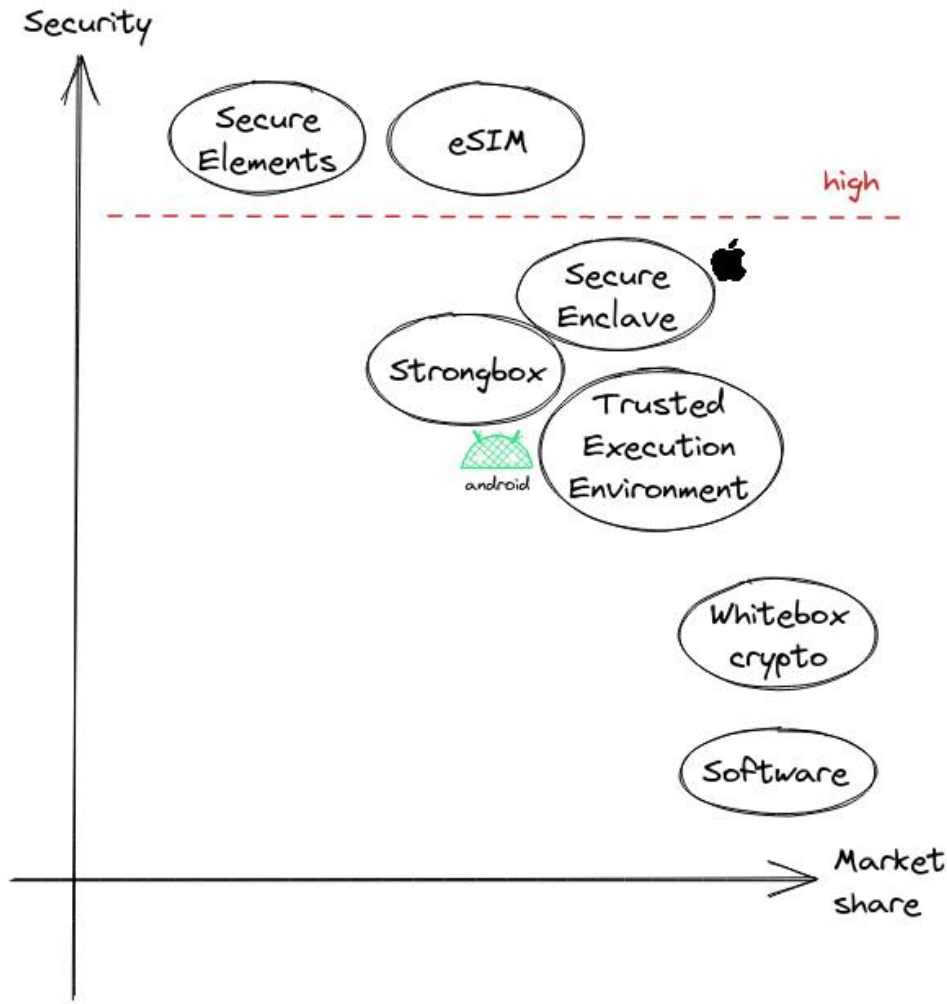 Security
Secure
Elements
eSIM
high
Secure
Enclave
Strongbox
Trusted
Execution
Environment
android
Whitebox
crypto
Software
Market
share